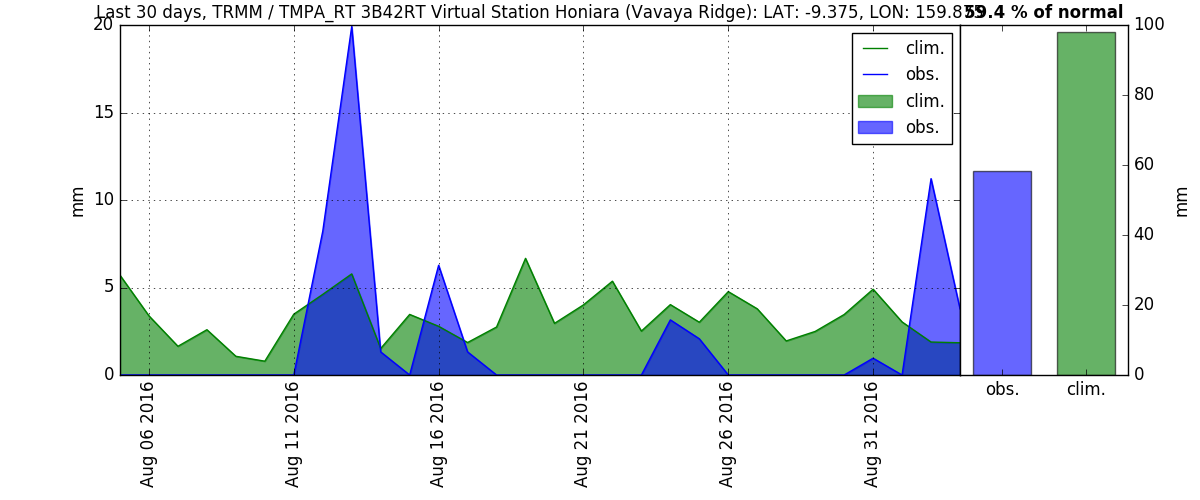 Last 30 days, TRMM / TMPA_RT 3B42RT Virtual Station Honiara (Vavaya Ridge): LAT: -9.375, LON: 159.875
59.4 % of normal
20
15
10
5
0
mm
clim.
obs.
clim.
obs.
100
80
60
40
20
0
mm
obs. clim.
Aug 06 2016
Aug 11 2016
Aug 16 2016
Aug 21 2016
Aug 26 2016
Aug 31 2016